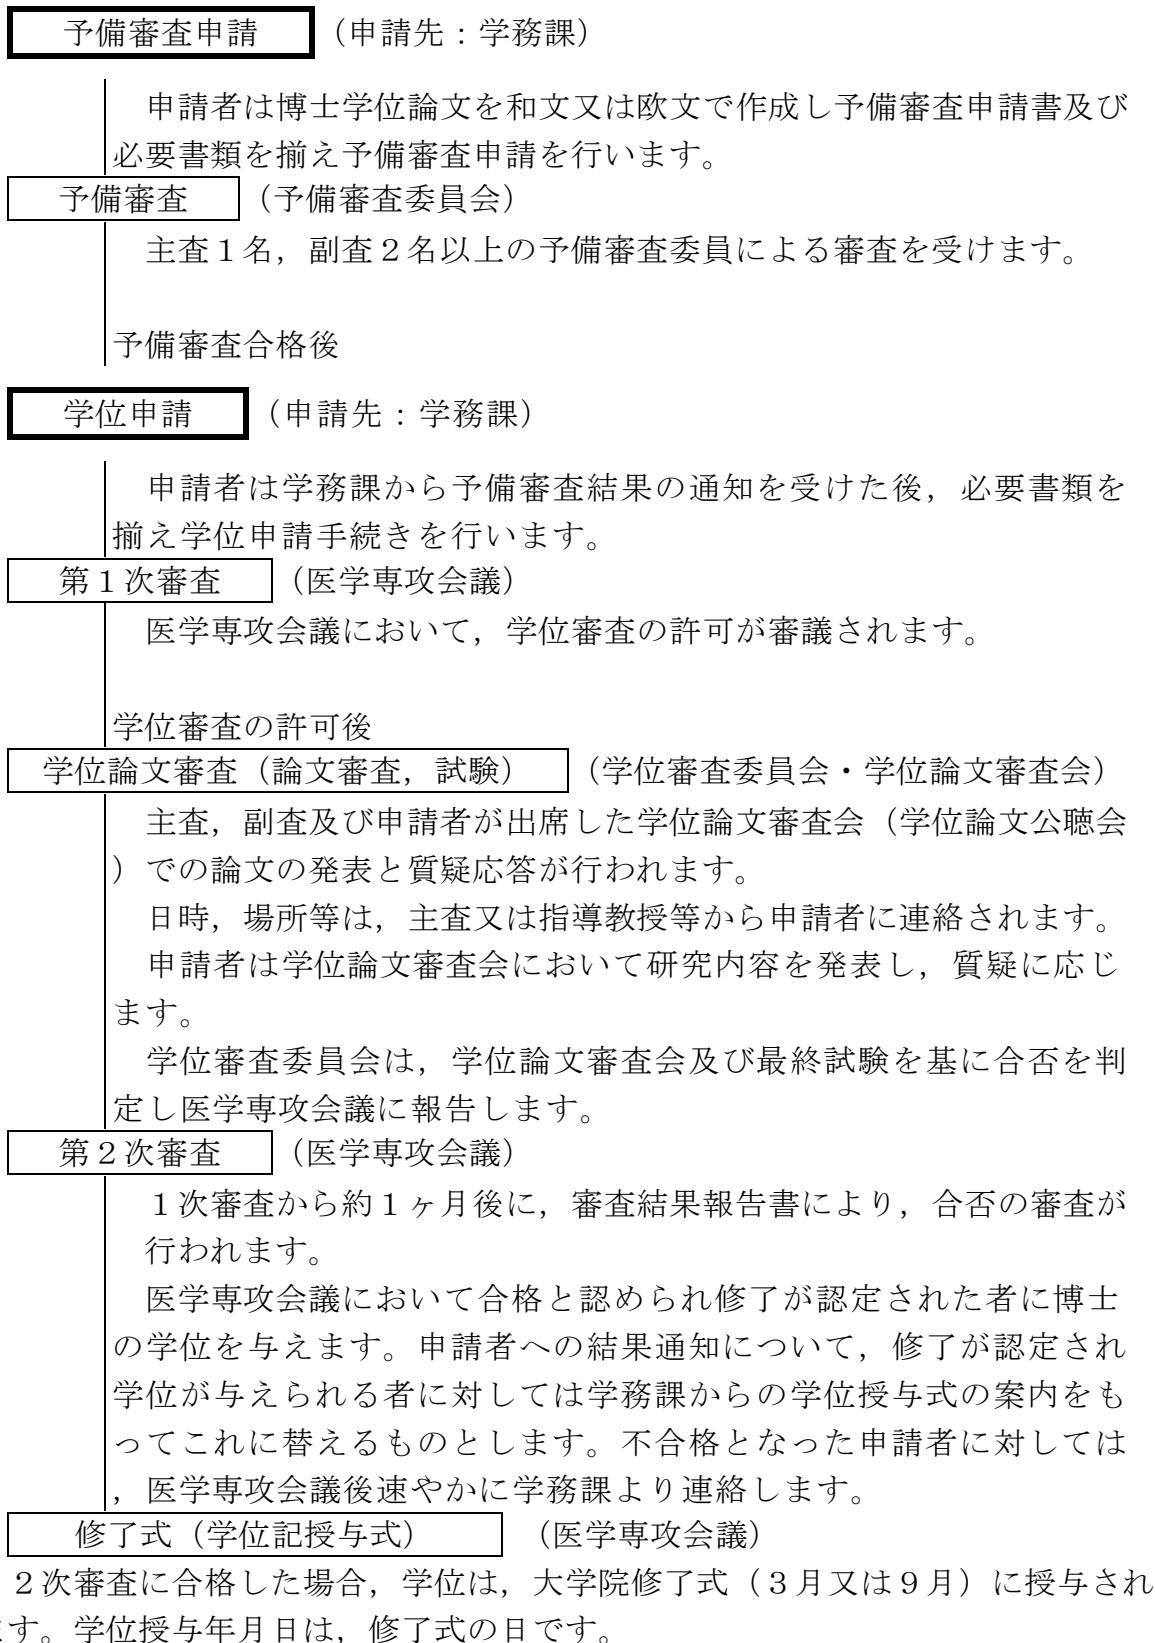 予備審査申請（申請先：学務課）
申請者は博士学位論文を和文又は欧文で作成し予備審査申請書及び
必要書類を揃え予備審査申請を行います。
予備審査（予備審査委員会）
主査１名，副査２名以上の予備審査委員による審査を受けます。
予備審査合格後
学位申請（申請先：学務課）
申請者は学務課から予備審査結果の通知を受けた後，必要書類を
揃え学位申請手続きを行います。
第１次審査（医学専攻会議）
医学専攻会議において，学位審査の許可が審議されます。
学位審査の許可後
学位論文審査（論文審査，試験）（学位審査委員会・学位論文審査会）
主査，副査及び申請者が出席した学位論文審査会（学位論文公聴会
）での論文の発表と質疑応答が行われます。
日時，場所等は，主査又は指導教授等から申請者に連絡されます。
申請者は学位論文審査会において研究内容を発表し，質疑に応じ
ます。
学位審査委員会は，学位論文審査会及び最終試験を基に合否を判
定し医学専攻会議に報告します。
第２次審査（医学専攻会議）
１次審査から約１ヶ月後に，審査結果報告書により，合否の審査が
行われます。
医学専攻会議において合格と認められ修了が認定された者に博士
の学位を与えます。申請者への結果通知について，修了が認定され
学位が与えられる者に対しては学務課からの学位授与式の案内をも
ってこれに替えるものとします。不合格となった申請者に対しては
，医学専攻会議後速やかに学務課より連絡します。
修了式（学位記授与式）（医学専攻会議）
２次審査に合格した場合，学位は，大学院修了式（３月又は９月）に授与され
ます。学位授与年月日は，修了式の日です。